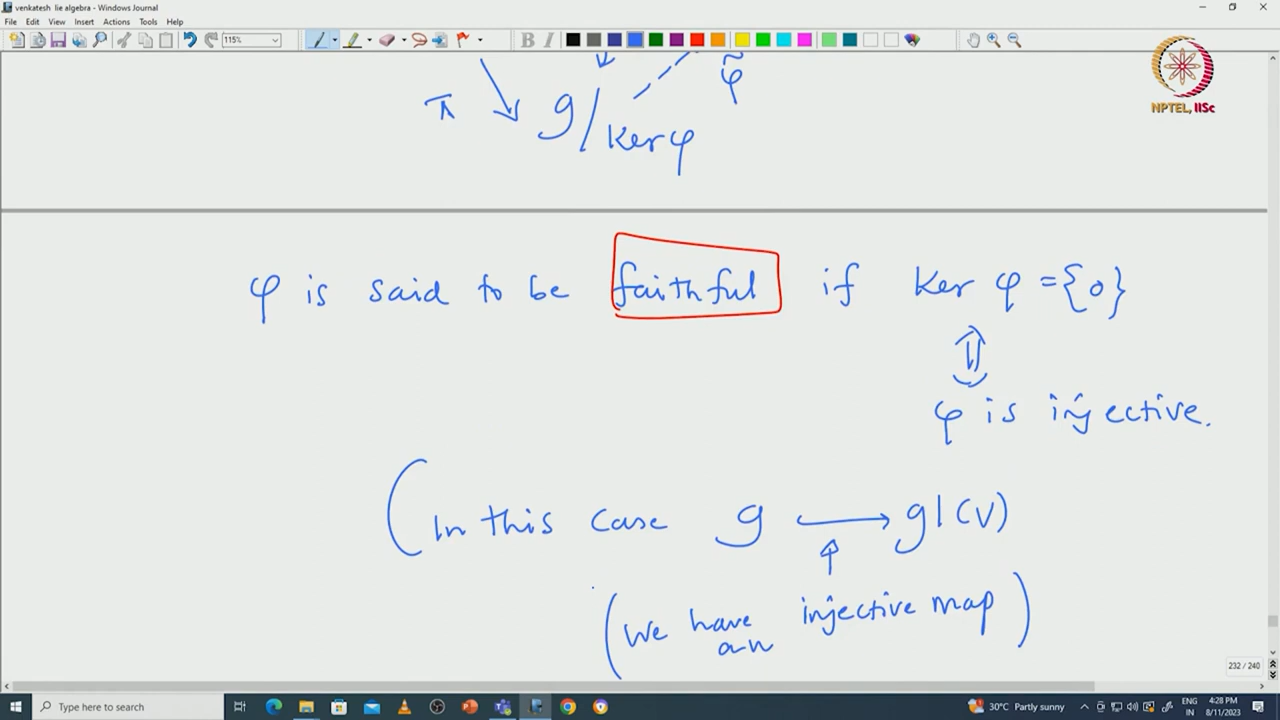 venkatesh lie algebra - Windows Journal
File Edit View Insert Actions Tools Help
115%
B I
φ̃
π g/Ker φ
NPTEL, IISc
φ is said to be faithful if Ker φ = {0}
⇕
φ is injective.
(In this case g ⟶ gl(V)
↑
(We have an injective map)
232 / 240
Type here to search
30°C Partly sunny
ENG
IN
4:28 PM
8/11/2023